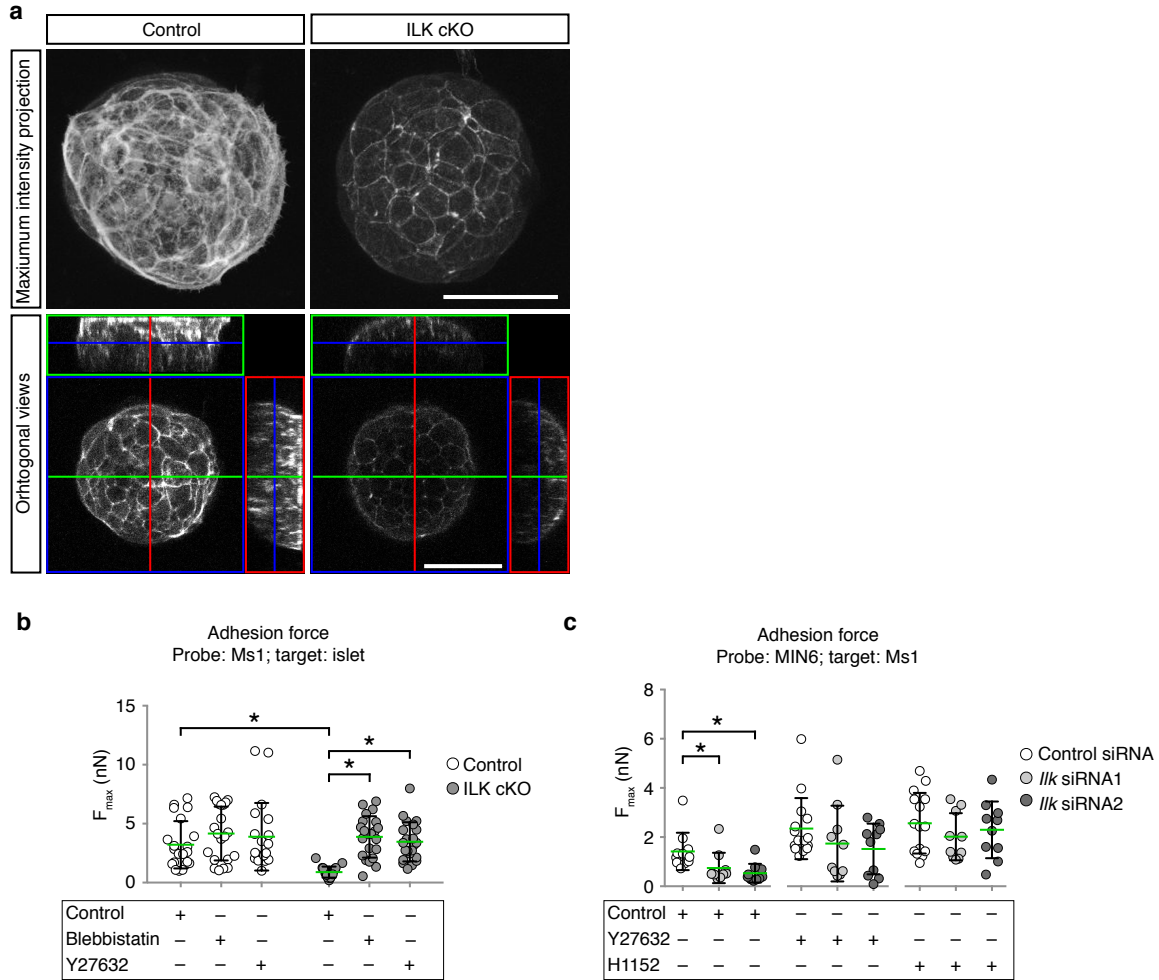 a
Control
ILK cKO
Maxiumum intensity projection
Orhtogonal views
b
Adhesion force
Probe: Ms1; target: islet
F max (nN)
15
10
5
0
*
*
*
Control
ILK cKO
Control + – – + – –
Blebbistatin – + – – + –
Y27632 – – + – – +
c
Adhesion force
Probe: MIN6; target: Ms1
F max (nN)
8
6
4
2
0
*
*
Control siRNA
Ilk siRNA1
Ilk siRNA2
Control + + + – – – – – –
Y27632 – – – + + + – – –
H1152 – – – – – – + + +